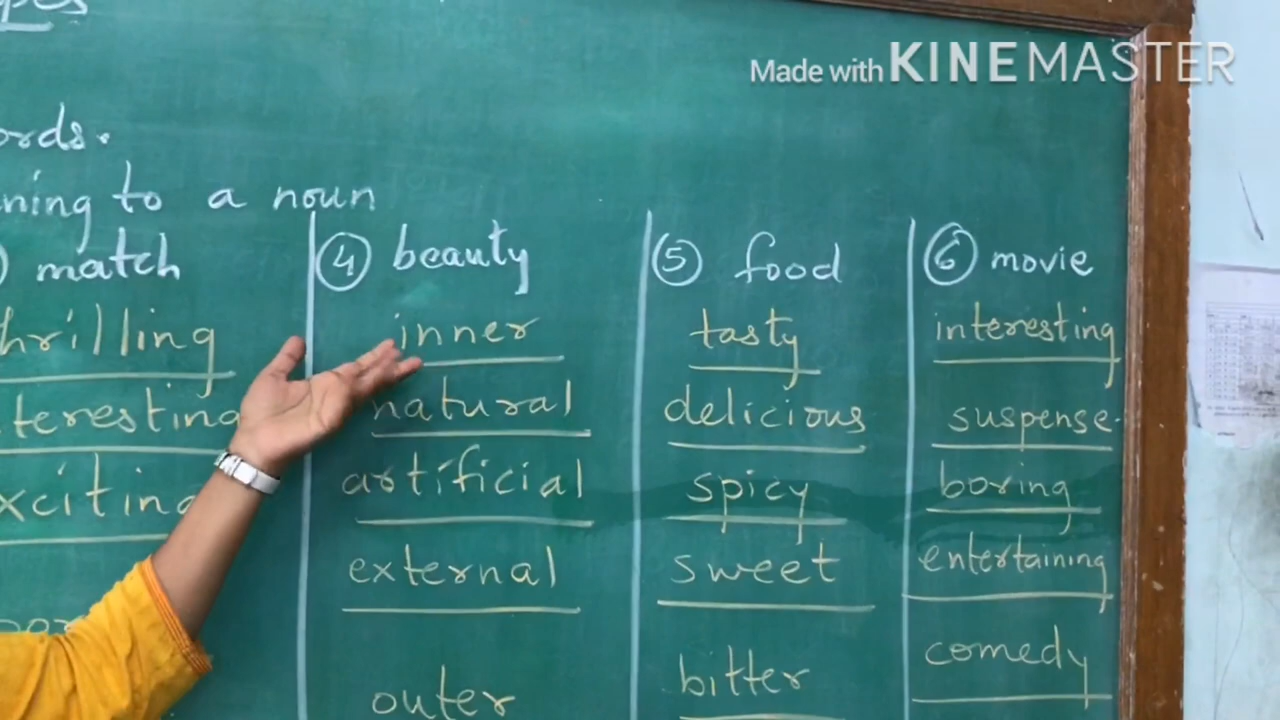 Made with KINEMASTER
ords.
ning to a noun
match
④ beauty
⑤ food
⑥ movie
hrilling
inner
tasty
interesting
teresting
natural
delicious
suspense.
xciting
artificial
spicy
boring
external
sweet
entertaining
outer
bitter
comedy